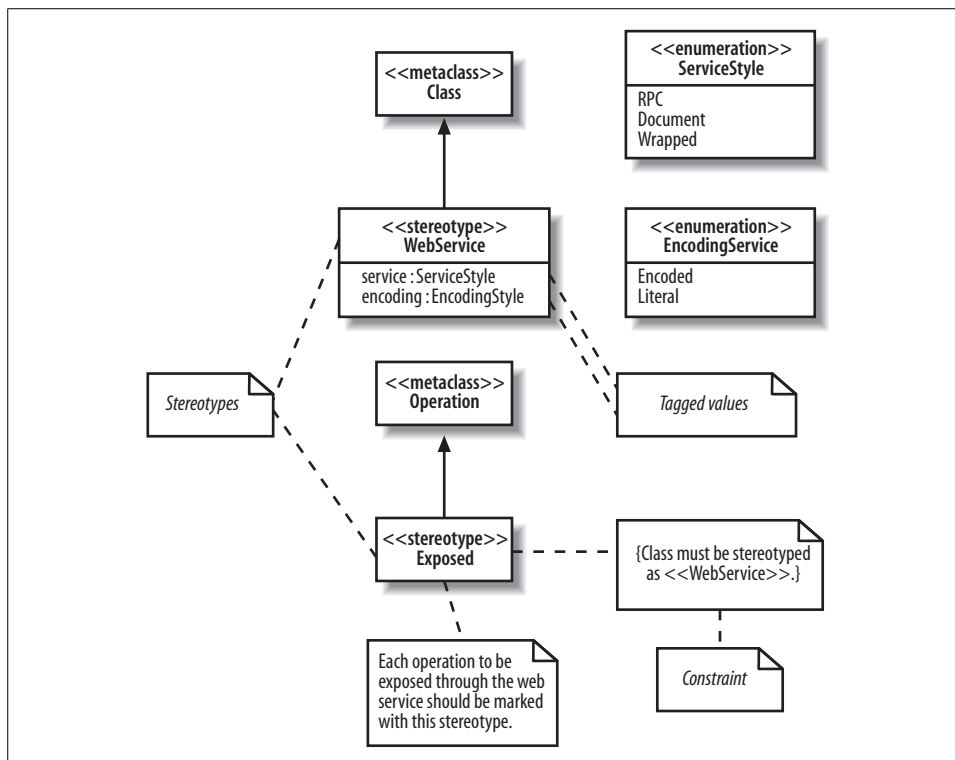 <<metaclass>>
Class
<<enumeration>>
ServiceStyle
RPC
Document
Wrapped
<<stereotype>>
WebService
service : ServiceStyle
encoding : EncodingStyle
<<enumeration>>
EncodingService
Encoded
Literal
Stereotypes
<<metaclass>>
Operation
Tagged values
<<stereotype>>
Exposed
{Class must be stereotyped
as <<WebService>>.}
Each operation to be
exposed through the web
service should be marked
with this stereotype.
Constraint